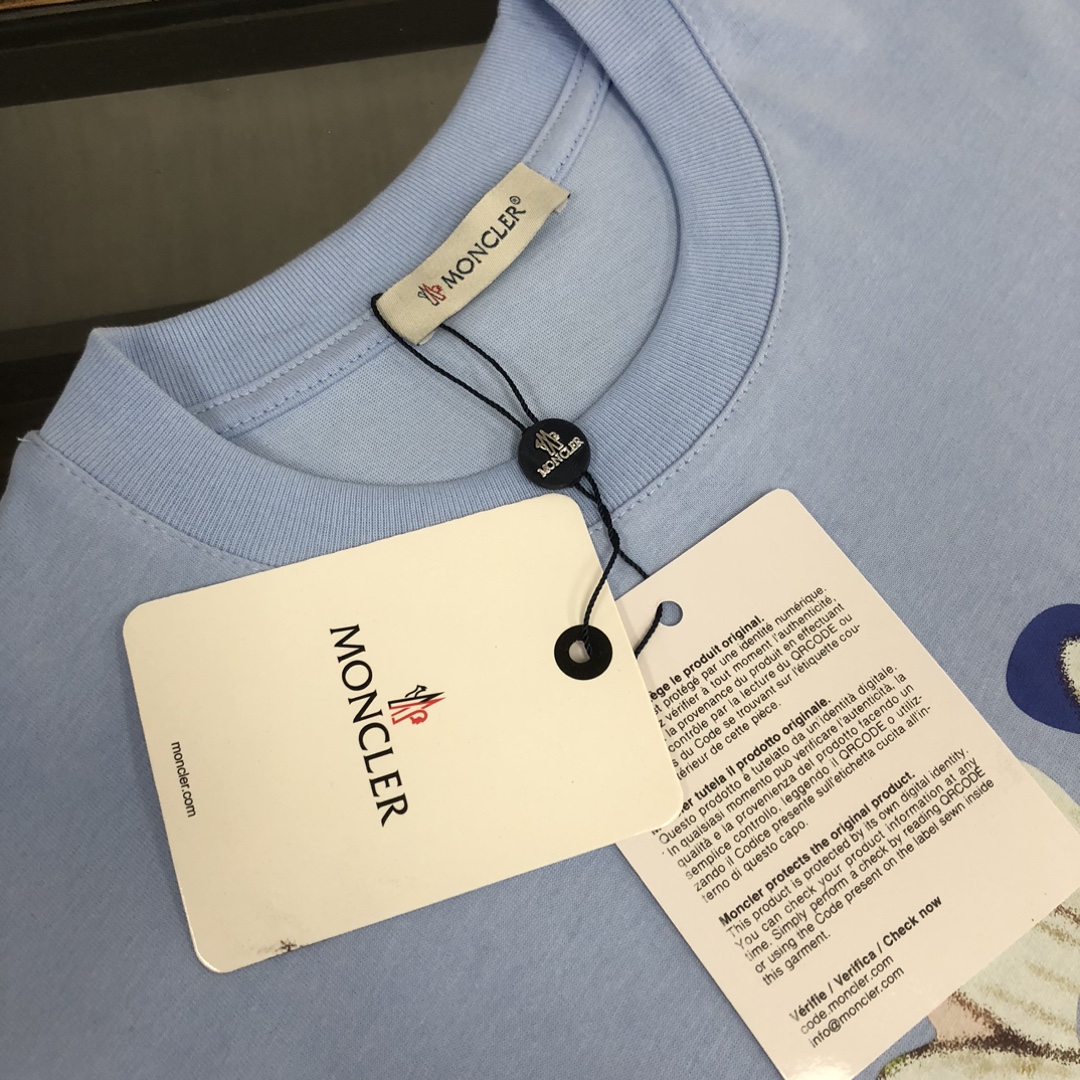 MONCLER®
MONCLER
MONCLER
moncler.com
le produit original.
protégé par une identité numérique.
vérifier à tout moment l'authenticité,
la provenance du produit en effectuant
contrôle par la lecture du QRCODE ou
du Code se trouvant sur l'étiquette cou-
de cette pièce.
tutela il prodotto originale.
Questo prodotto è tutelato da un'identità digitale.
In qualsiasi momento può verificare l'autenticità, la
qualità e la provenienza del prodotto facendo un
semplice controllo, leggendo il QRCODE o utiliz-
zando il Codice presente sull'etichetta cucita all'in-
terno di questo capo.
Moncler protects the original product.
This product is protected by its own digital identity.
You can check your product information at any
time. Simply perform a check by reading QRCODE
or using the Code present on the label sewn inside
this garment.
Vérifie / Verifica / Check now
code.moncler.com
info@moncler.com